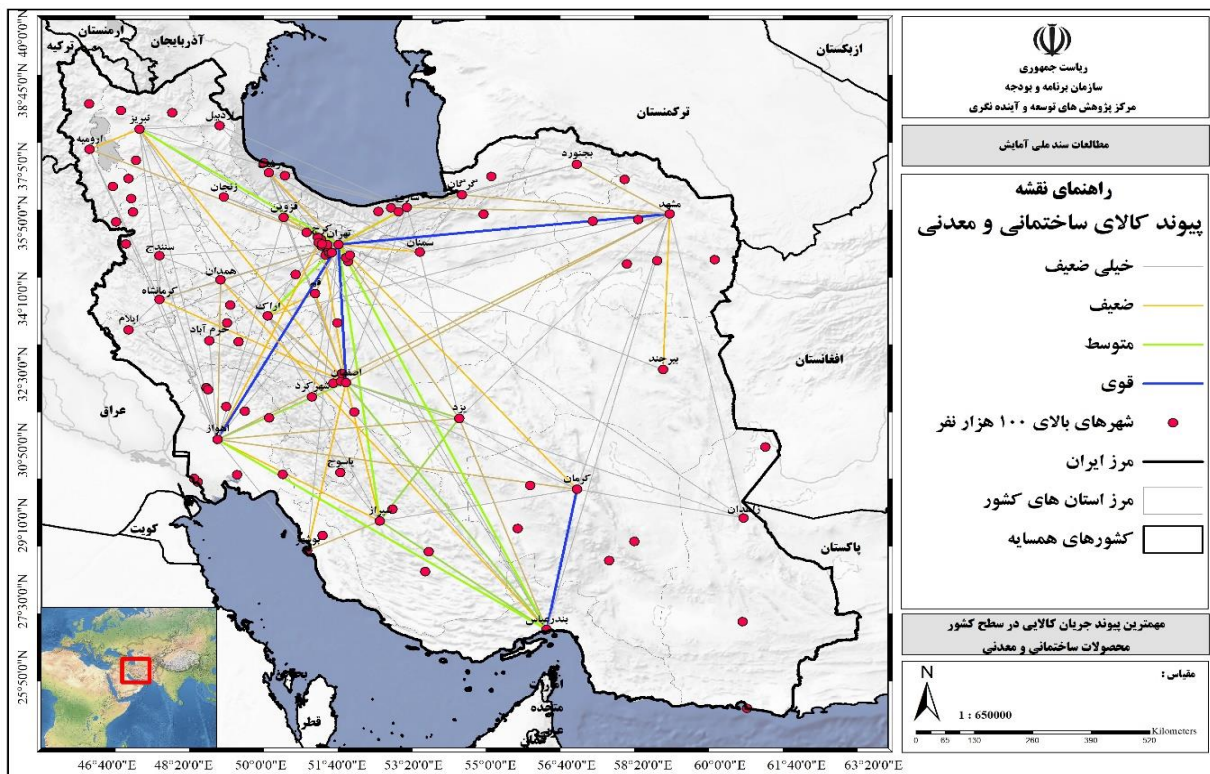 ریاست جمهوری
سازمان برنامه و بودجه
مرکز پژوهش های توسعه و آینده نگری
مطالعات سند ملی آمایش
راهنمای نقشه
پیوند کالای ساختمانی و معدنی
خیلی ضعیف
ضعیف
متوسط
قوی
شهرهای بالای ۱۰۰ هزار نفر
مرز ایران
مرز استان های کشور
کشورهای همسایه
مهمترین پیوند جریان کالایی در سطح کشور
محصولات ساختمانی و معدنی
مقیاس :
N
1 : 650000
Kilometers
0 65 130 260 390 520
ارمنستان
آذربایجان
ترکیه
ازبکستان
ترکمنستان
افغانستان
پاکستان
عراق
کویت
بحرین
قطر
امارات
متحده
عربی
عمان
تبریز
اردبیل
ارومیه
زنجان
قزوین
گرگان
بجنورد
مشهد
تهران
سمنان
سنندج
همدان
کرمانشاه
اراک
قم
ایلام
خرم آباد
اصفهان
شهرکرد
بیرجند
یزد
اهواز
یاسوج
کرمان
شیراز
زاهدان
بوشهر
بندرعباس
40°0'0"N
38°45'0"N
37°5'0"N
35°50'0"N
34°10'0"N
32°30'0"N
30°50'0"N
29°10'0"N
27°30'0"N
25°50'0"N
46°40'0"E
48°20'0"E
50°0'0"E
51°40'0"E
53°20'0"E
55°0'0"E
56°40'0"E
58°20'0"E
60°0'0"E
61°40'0"E
63°20'0"E